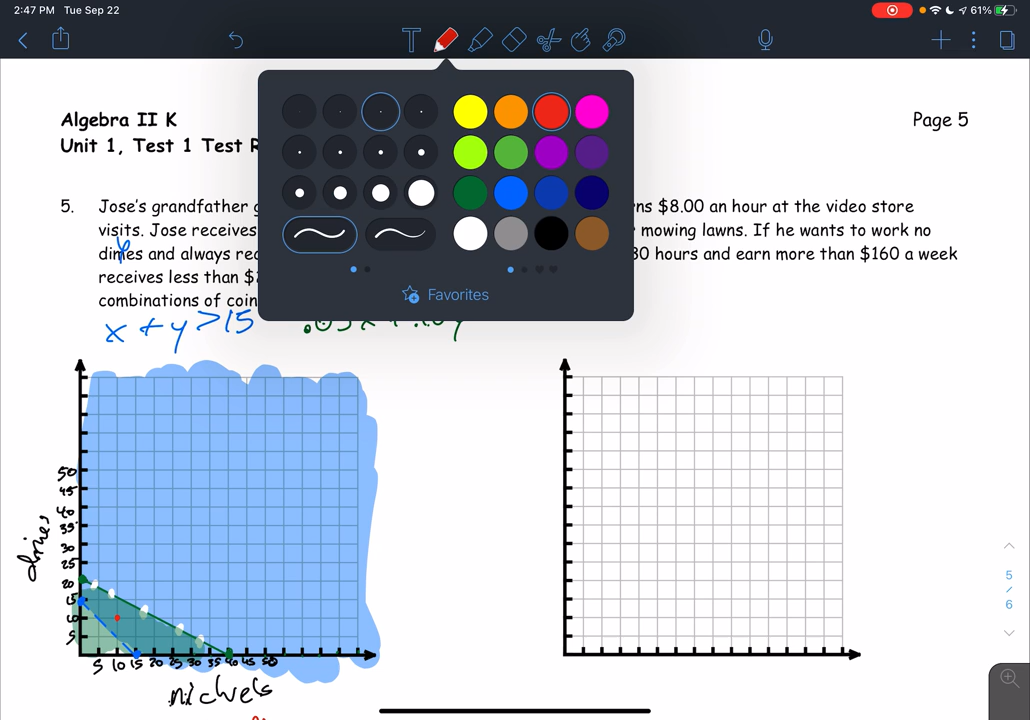 2:47 PM Tue Sep 22
61%
T
Favorites
Algebra II K
Page 5
Unit 1, Test 1 Test R
5. Jose's grandfather g
visits. Jose receives
dimes and always rec
receives less than $
combinations of coin
ns $8.00 an hour at the video store
mowing lawns. If he wants to work no
30 hours and earn more than $160 a week
y
x + y > 15
50
45
40
35
30
25
20
15
10
5
dimes
5 10 15 20 25 30 35 40 45 50
nickels
5
6